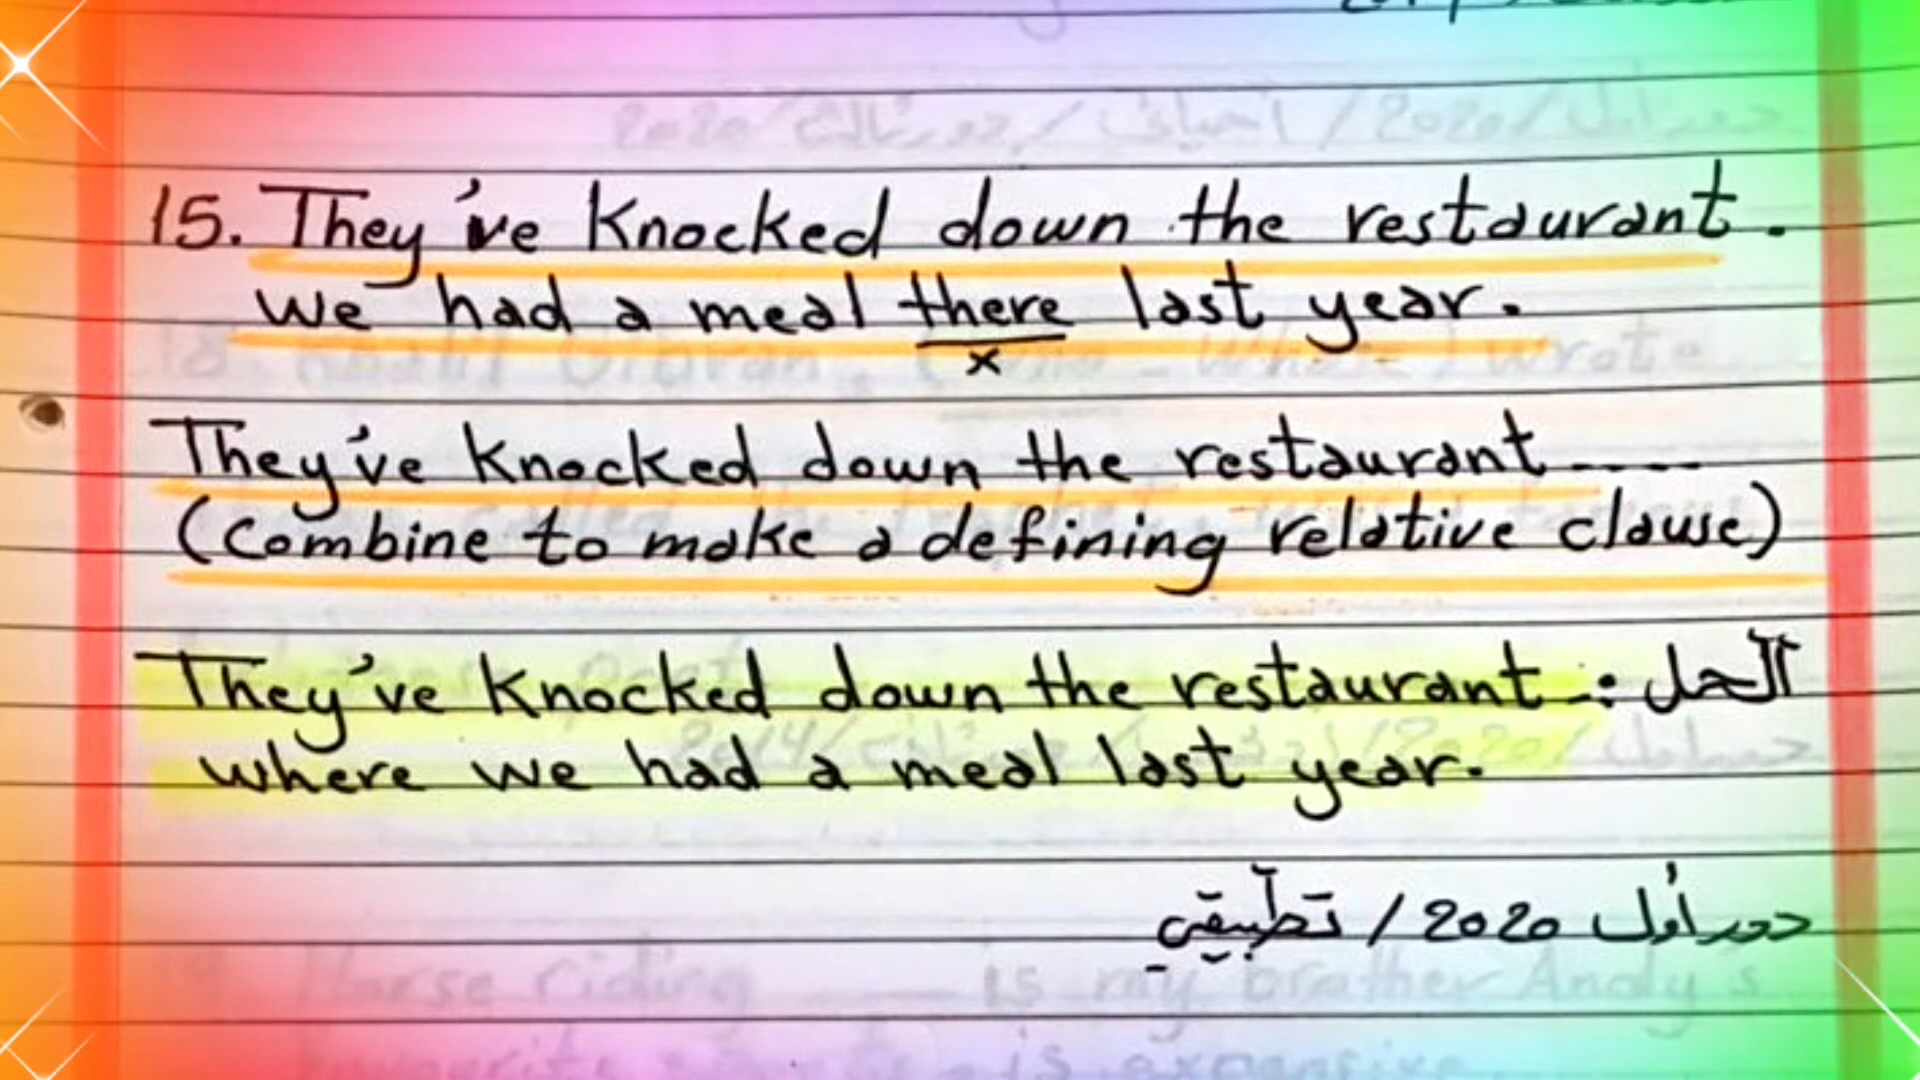 15. They've Knocked down the restaurant.
We had a meal there last year.
x
They've Knocked down the restaurant .....
(Combine to make a defining relative clause)
They've Knocked down the restaurant -: الحل
where we had a meal last year.
دور اول 2020 / تطبيقي